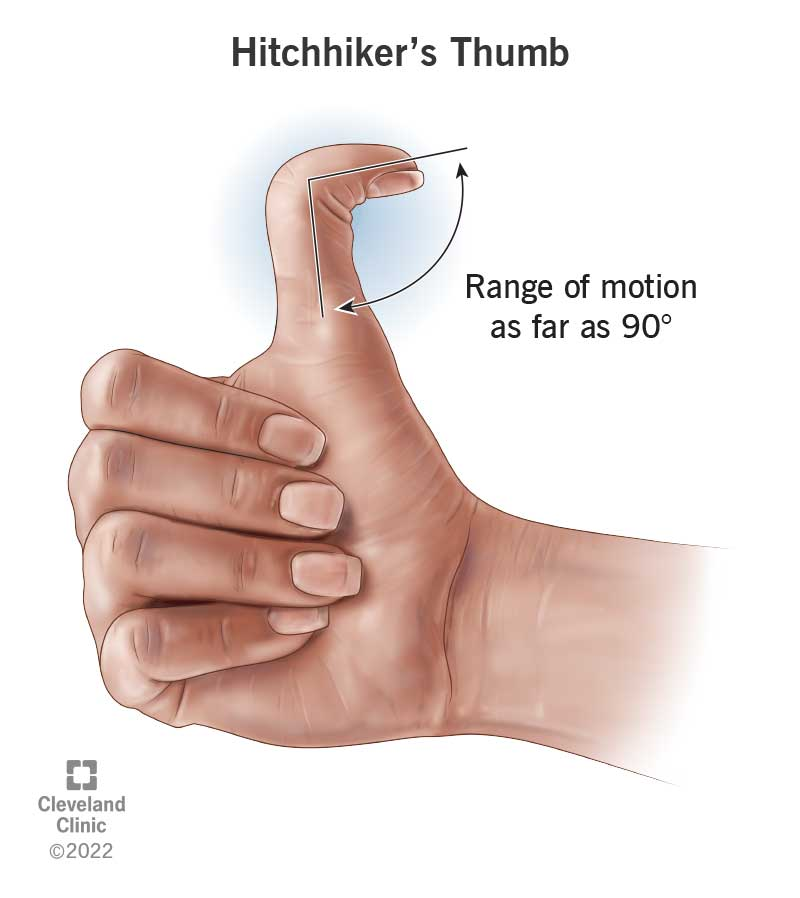 Hitchhiker’s Thumb
Range of motion
as far as 90°
Cleveland
Clinic
©2022